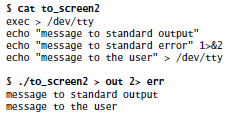 $ cat to_screen2
exec > /dev/tty
echo "message to standard output"
echo "message to standard error" 1>&2
echo "message to the user" > /dev/tty
$ ./to_screen2 > out 2> err
message to standard output
message to the user